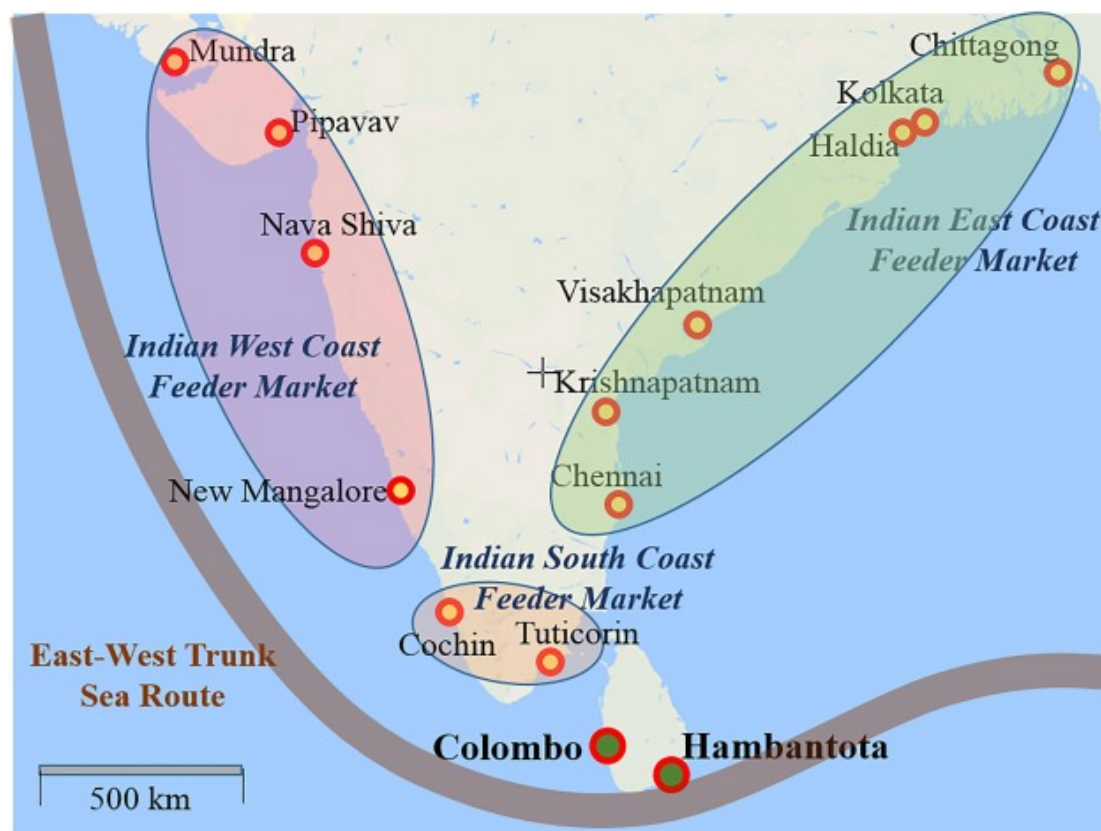 Mundra
Chittagong
Kolkata
Pipavav
Haldia
Nava Shiva
Indian East Coast
Feeder Market
Visakhapatnam
Indian West Coast
Feeder Market
Krishnapatnam
Chennai
New Mangalore
Indian South Coast
Feeder Market
Cochin
Tuticorin
East-West Trunk
Sea Route
Colombo
Hambantota
500 km